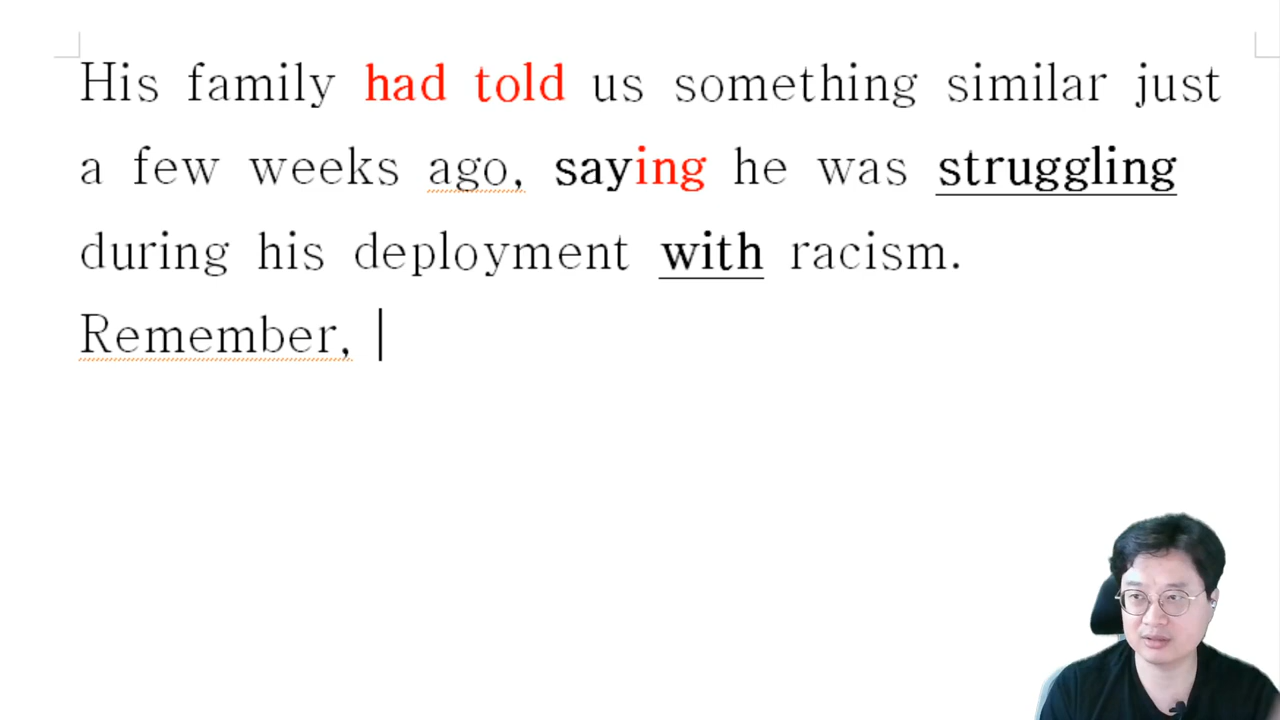 His family had told us something similar just
a few weeks ago, saying he was struggling
during his deployment with racism.
Remember,